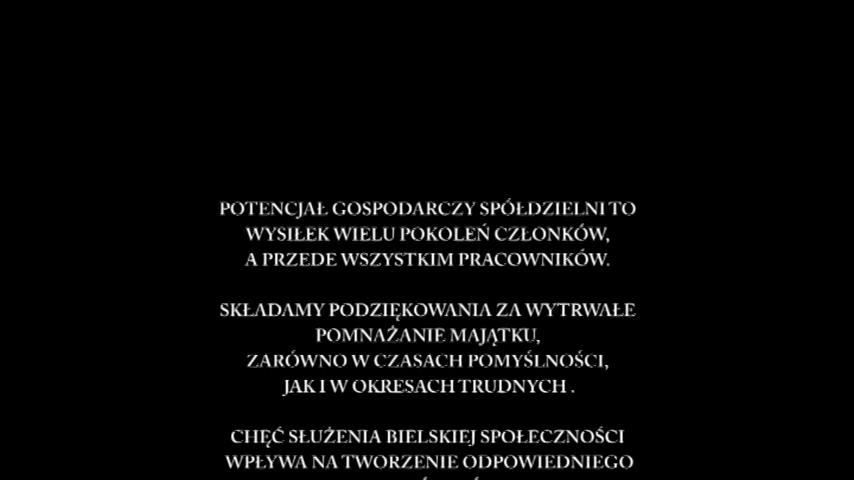 POTENCJAŁ GOSPODARCZY SPÓŁDZIELNI TO
WYSIŁEK WIELU POKOLEŃ CZŁONKÓW,
A PRZEDE WSZYSTKIM PRACOWNIKÓW.
SKŁADAMY PODZIĘKOWANIA ZA WYTRWAŁE
POMNAŻANIE MAJĄTKU,
ZARÓWNO W CZASACH POMYŚLNOŚCI,
JAK I W OKRESACH TRUDNYCH .
CHĘĆ SŁUŻENIA BIELSKIEJ SPOŁECZNOŚCI
WPŁYWA NA TWORZENIE ODPOWIEDNIEGO